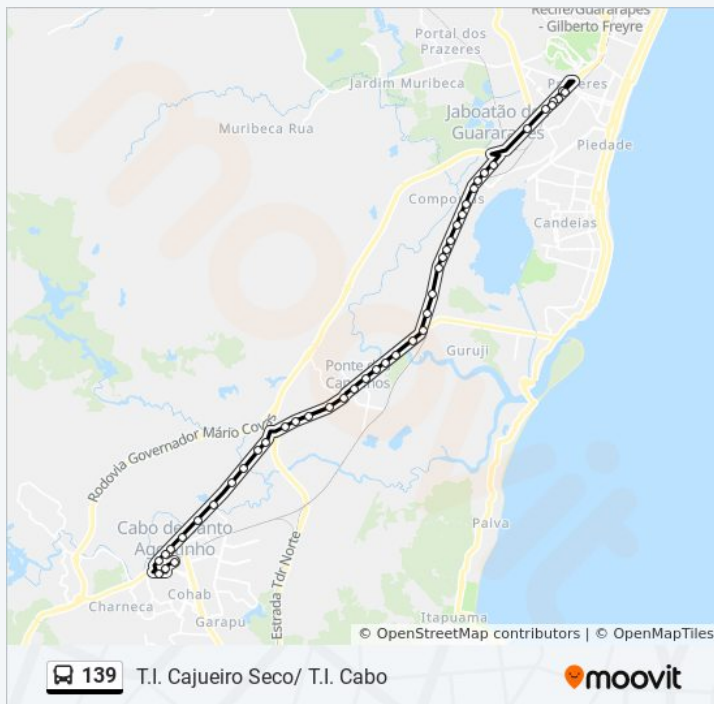 Recife/Guararapes
- Gilberto Freyre
Portal dos
Prazeres
Jardim Muribeca
Jaboatão d
Guararapes
Muribeca Rua
Piedade
Candeias
Guruji
Ponte d
Rodovia Governador Mário Covas
Cabo de Santo
Agostinho
Paiva
Estrada Tdr Norte
Charneca
Cohab
Garapu
Itapuama
© OpenStreetMap contributors | © OpenMapTiles
139 T.I. Cajueiro Seco/ T.I. Cabo
moovit